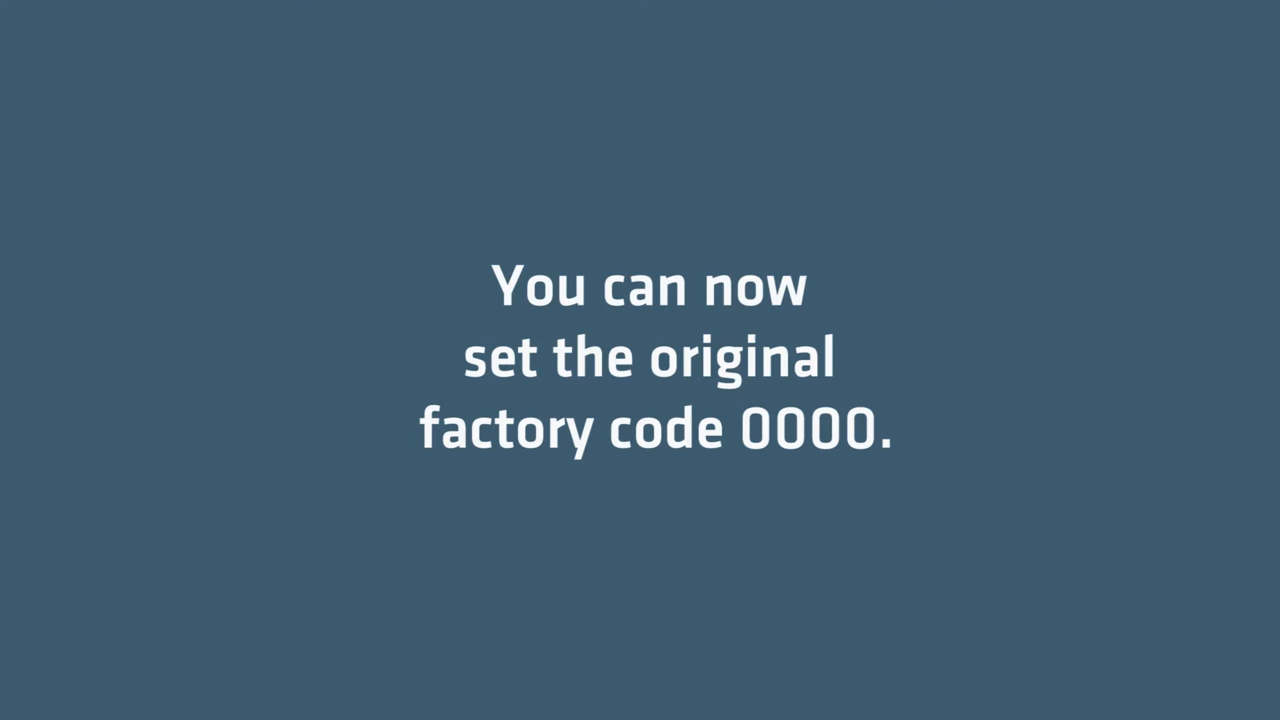 You can now
set the original
factory code 0000.